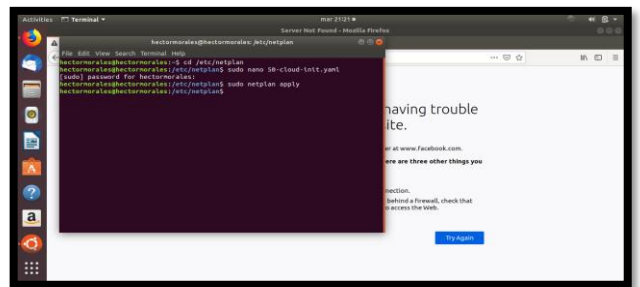 Activities
Terminal ▾
mar 21:21
Server Not Found - Mozilla Firefox
hectormorales@hectormorales: /etc/netplan
File Edit View Search Terminal Help
hectormorales@hectormorales:~$ cd /etc/netplan
hectormorales@hectormorales:/etc/netplan$ sudo nano 50-cloud-init.yaml
[sudo] password for hectormorales:
hectormorales@hectormorales:/etc/netplan$ sudo netplan apply
hectormorales@hectormorales:/etc/netplan$
having trouble
ite.
er at www.facebook.com.
ere are three other things you
nection.
behind a firewall, check that
o access the Web.
Try Again